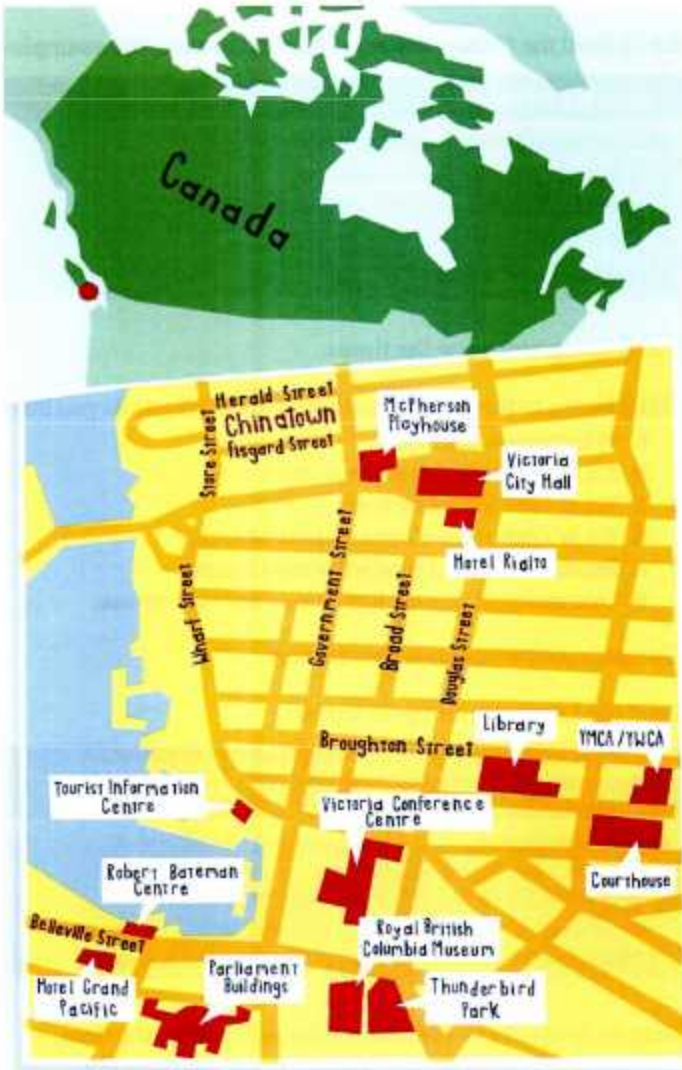 Canada
Herald Street
Chinatown
Fisgard Street
Store Street
McPherson
Playhouse
Victoria
City Hall
Hotel Rialto
Wharf Street
Government Street
Broad Street
Douglas Street
Broughton Street
Library
YMCA/YWCA
Tourist Information
Centre
Victoria Conference
Centre
Courthouse
Robert Bateman
Centre
Belleville Street
Royal British
Columbia Museum
Hotel Grand
Pacific
Parliament
Buildings
Thunderbird
Park